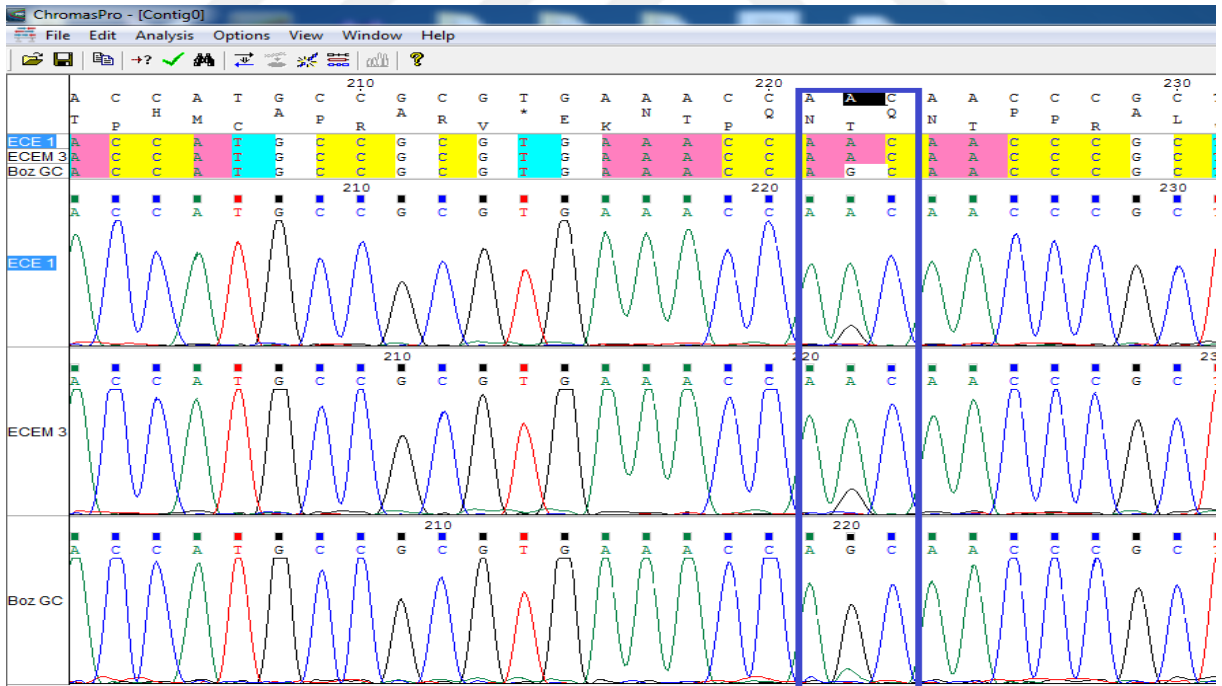 ChromasPro - [Contig0]
File Edit Analysis Options View Window Help
→? ?
210 220 230
A C C A T G C C G C G T G A A A C C A A C A A C C C G C T
T P H M C A P R A R V * E K N T P Q N T Q N T P P R A L
ECE 1 A C C A T G C C G C G T G A A A C C A A C A A C C C G C T
ECEM 3 A C C A T G C C G C G T G A A A C C A A C A A C C C G C T
Boz GC A C C A T G C C G C G T G A A A C C A G C A A C C C G C T
210 220 230
A C C A T G C C G C G T G A A A C C A A C A A C C C G C T
ECE 1
210 220 23
A C C A T G C C G C G T G A A A C C A A C A A C C C G C T
ECEM 3
210 220
A C C A T G C C G C G T G A A A C C A G C A A C C C G C T
Boz GC